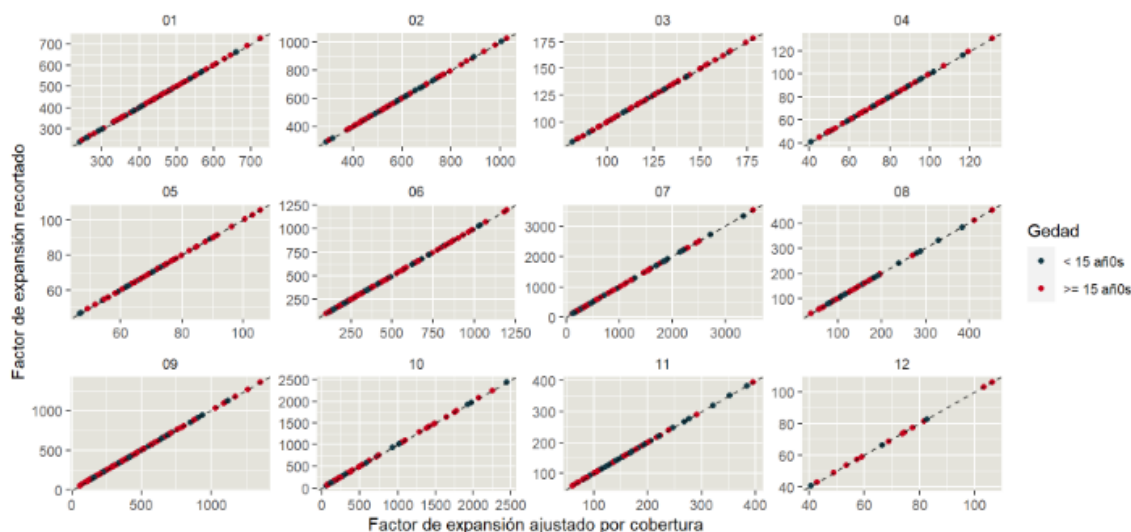 01 02 03 04
700 1000 175 120
600 800 150 100
500 600 125 80
400 400 100 60
300 40
300 400 500 600 700 400 600 800 1000 100 125 150 175 40 60 80 100 120
05 06 07 08
100 1250 3000 400
80 1000 2000 300
60 750 1000 200
500 0 100
250
60 80 100 250 500 750 1000 1250 0 1000 2000 3000 100 200 300 400
09 10 11 12
1000 2500 400 100
500 2000 300 80
0 1500 200 60
1000 100 40
500
0
0 500 1000 0 500 1000 1500 2000 2500 100 200 300 400 40 60 80 100
Factor de expansión recortado
Factor de expansión ajustado por cobertura
Gedad
< 15 añ0s
>= 15 añ0s